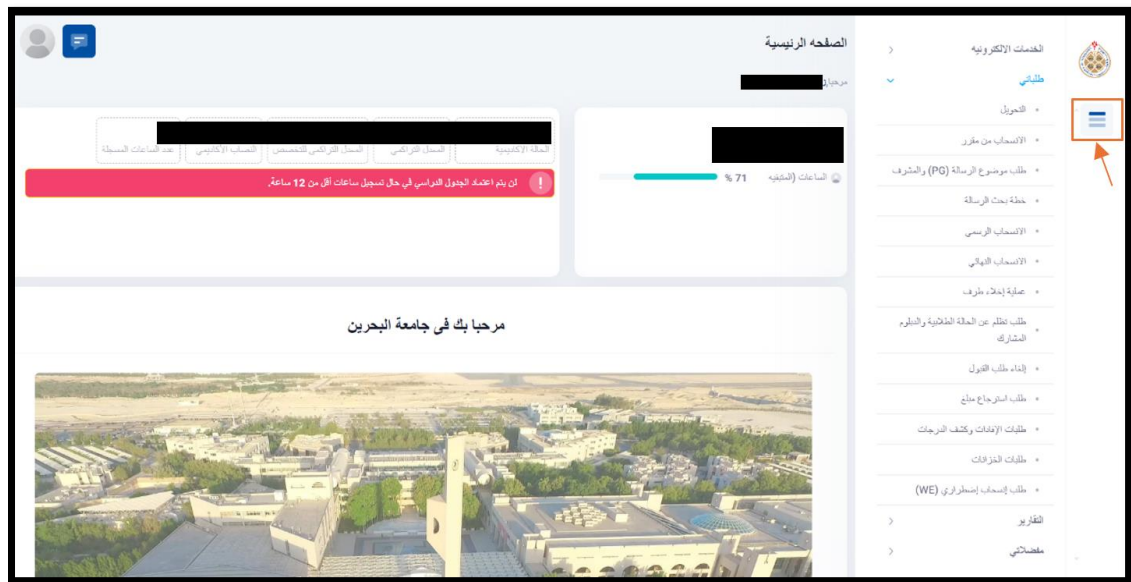 الصفحه الرئيسية
مرحبا
الحالة الأكاديمية
المعدل التراكمي
المعدل التراكمي للتخصص
النصاب الأكاديمي
عدد الساعات المسجلة
لن يتم اعتماد الجدول الدراسي في حال تسجيل ساعات أقل من 12 ساعة.
الساعات (المتبقيه
71 %
مرحبا بك في جامعة البحرين
الخدمات الالكترونيه
طلباتي
التحويل
الانسحاب من مقرر
طلب موضوع الرسالة (PG) والمشرف
خطة بحث الرسالة
الانسحاب الرسمي
الانسحاب النهائي
عملية إخلاء طرف
طلب تظلم عن الحالة الطلابية والدبلوم
المشارك
إلغاء طلب القبول
طلب استرجاع مبلغ
طلبات الإفادات وكشف الدرجات
طلبات الخزانات
طلب إنسحاب إضطراري (WE)
التقارير
مفضلاتي